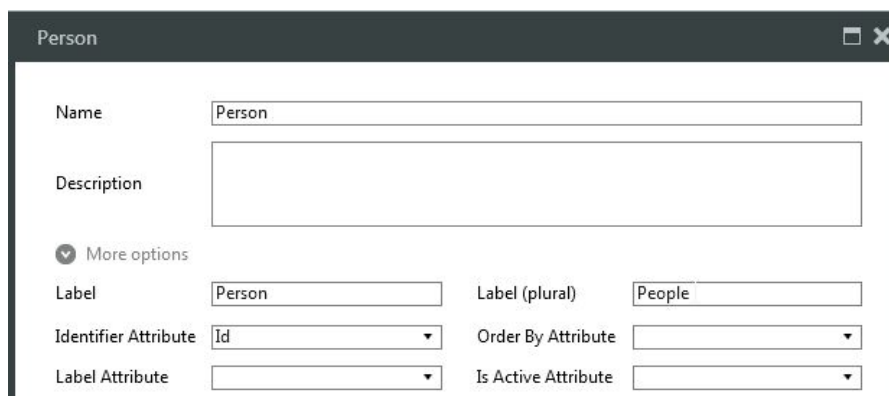 Person
Name Person
Description
More options
Label Person Label (plural) People
Identifier Attribute Id Order By Attribute
Label Attribute Is Active Attribute